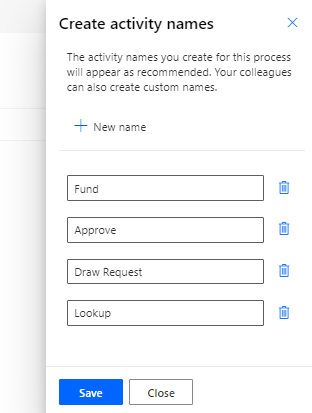 Create activity names
The activity names you create for this process
will appear as recommended. Your colleagues
can also create custom names.
New name
Fund
Approve
Draw Request
Lookup
Save
Close